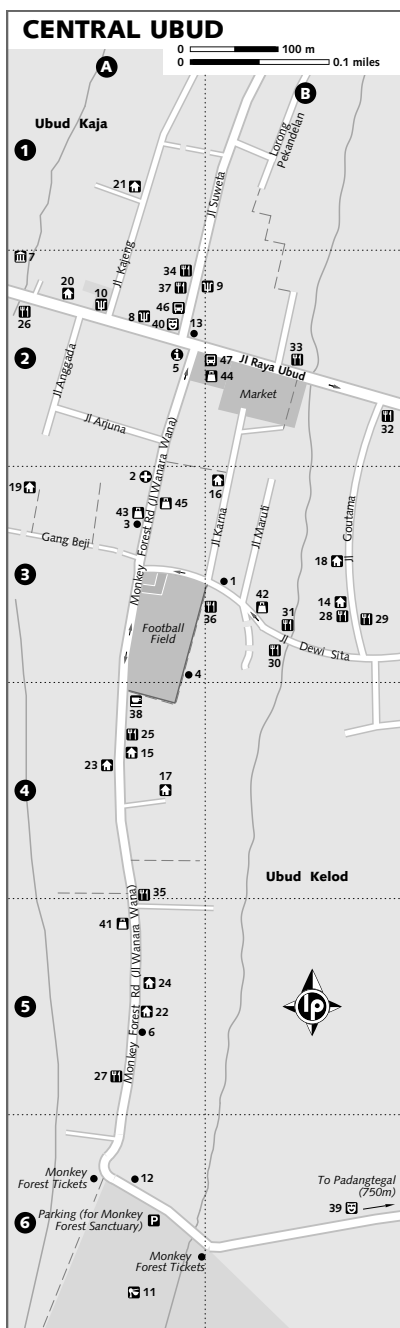 CENTRAL UBUD
0 100 m
0 0.1 miles
A
B
Ubud Kaja
Lorong
Pekandelan
1
21
Jl Suweta
Jl Kajeng
7
34
20
10
37
9
46
8
40
13
26
33
2
5
47
Jl Raya Ubud
44
Jl Anggada
Market
32
Jl Arjuna
Monkey Forest Rd (Jl Wanara Wana)
2
16
19
45
43
3
Jl Karna
Jl Maruti
Jl Goutama
Gang Beji
18
3
1
42
14
36
31
28
29
Football
Field
Jl Dewi Sita
30
4
38
25
15
23
17
4
Ubud Kelod
35
41
Monkey Forest Rd (Jl Wanara Wana)
24
5
lp
22
6
27
Monkey
Forest Tickets
12
To Padangtegal
(750m)
39
6
Parking (for Monkey
Forest Sanctuary)
P
Monkey
Forest Tickets
11